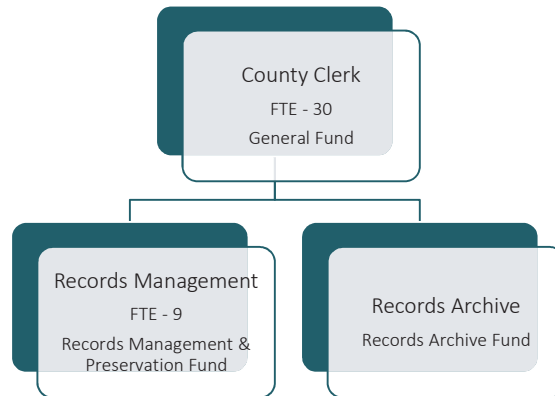 County Clerk
FTE - 30
General Fund
Records Management
FTE - 9
Records Management &
Preservation Fund
Records Archive
Records Archive Fund